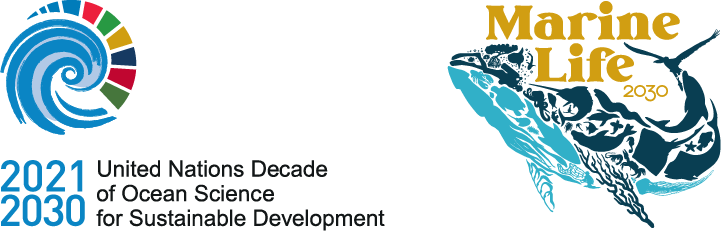 2021
2030
United Nations Decade
of Ocean Science
for Sustainable Development
Marine
Life
2030